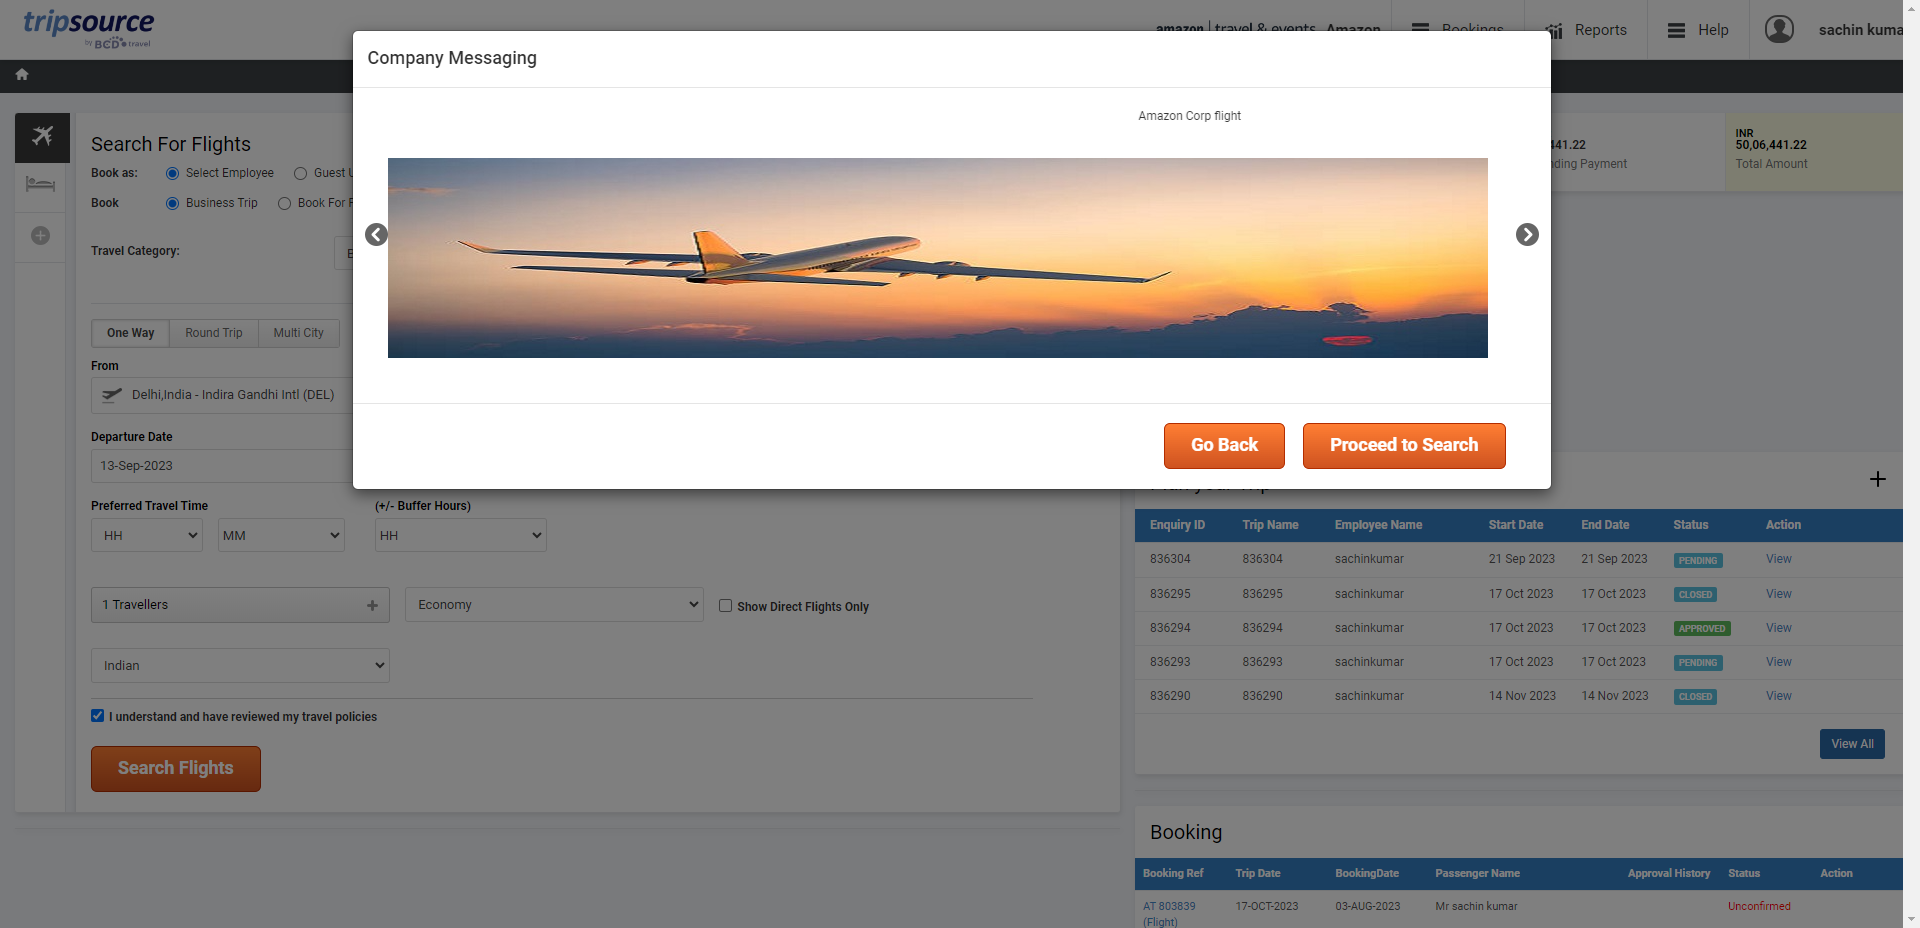 tripsource
by BCD travel
amazon | travel & events Amazon
Bookings
Reports
Help
sachin kuma
Company Messaging
Amazon Corp flight
Go Back
Proceed to Search
Search For Flights
Book as: Select Employee Guest U
Book Business Trip Book For
Travel Category:
One Way Round Trip Multi City
From
Delhi,India - Indira Gandhi Intl (DEL)
Departure Date
13-Sep-2023
Preferred Travel Time (+/- Buffer Hours)
HH MM HH
1 Travellers
Economy
Show Direct Flights Only
Indian
I understand and have reviewed my travel policies
Search Flights
441.22
nding Payment
INR
50,06,441.22
Total Amount
Enquiry ID Trip Name Employee Name Start Date End Date Status Action
836304 836304 sachinkumar 21 Sep 2023 21 Sep 2023 PENDING View
836295 836295 sachinkumar 17 Oct 2023 17 Oct 2023 CLOSED View
836294 836294 sachinkumar 17 Oct 2023 17 Oct 2023 APPROVED View
836293 836293 sachinkumar 17 Oct 2023 17 Oct 2023 PENDING View
836290 836290 sachinkumar 14 Nov 2023 14 Nov 2023 CLOSED View
View All
Booking
Booking Ref Trip Date BookingDate Passenger Name Approval History Status Action
AT 803839 17-OCT-2023 03-AUG-2023 Mr sachin kumar Unconfirmed
(Flight)